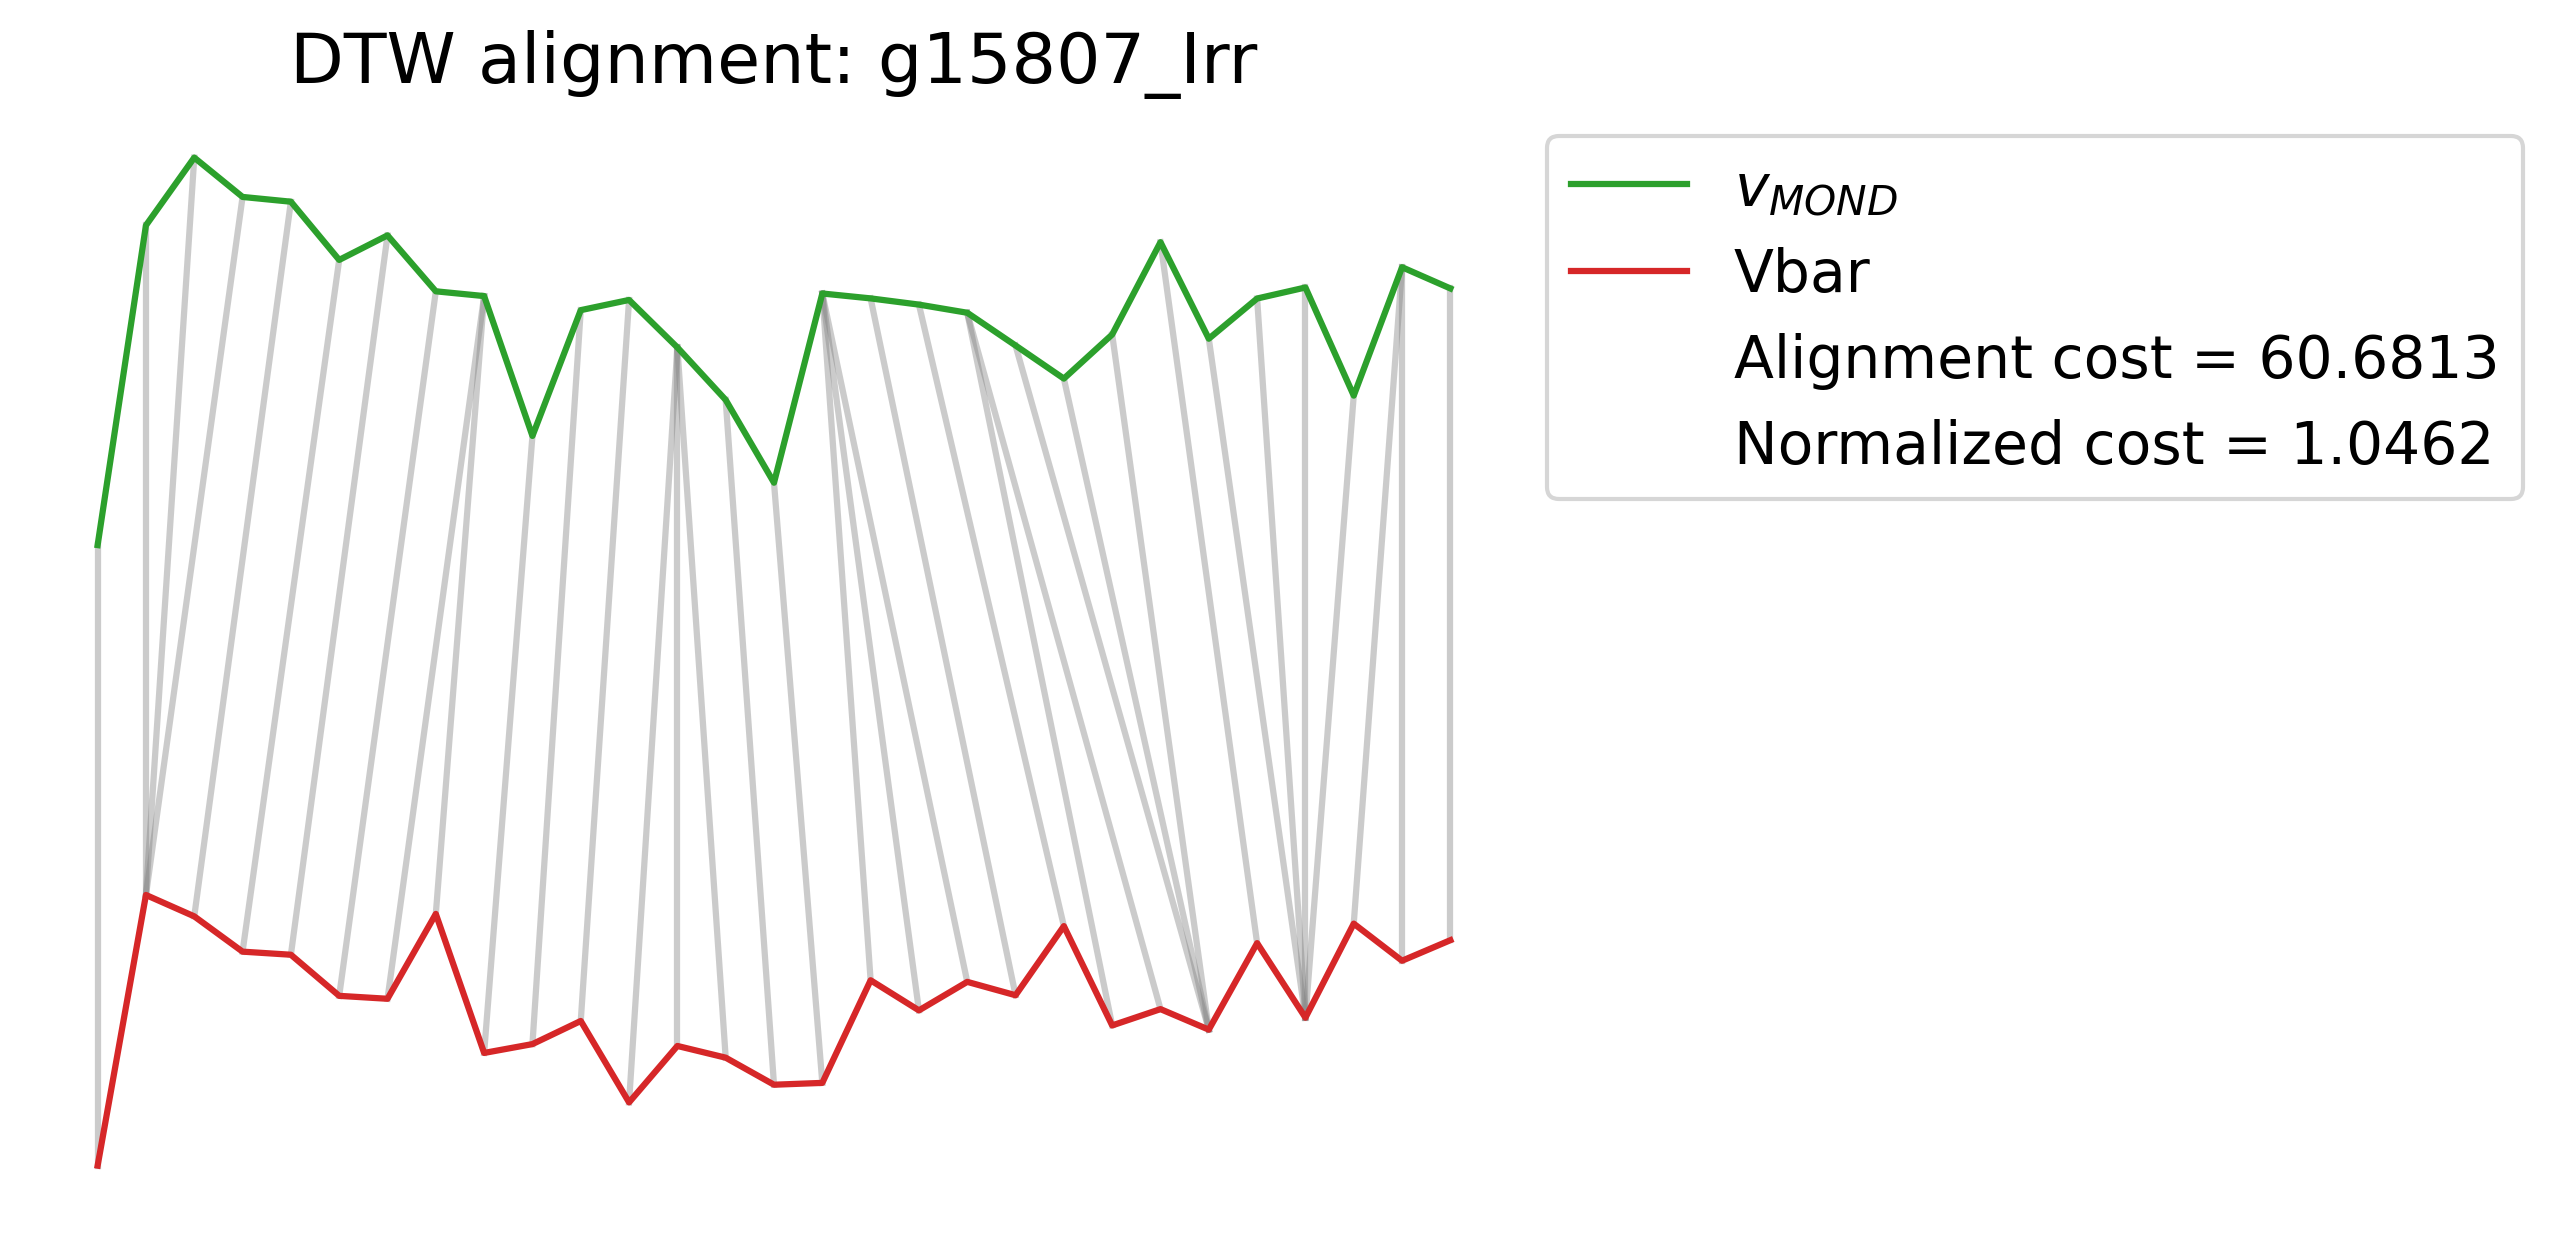 DTW alignment: g15807_Irr
v_MOND
Vbar
Alignment cost = 60.6813
Normalized cost = 1.0462